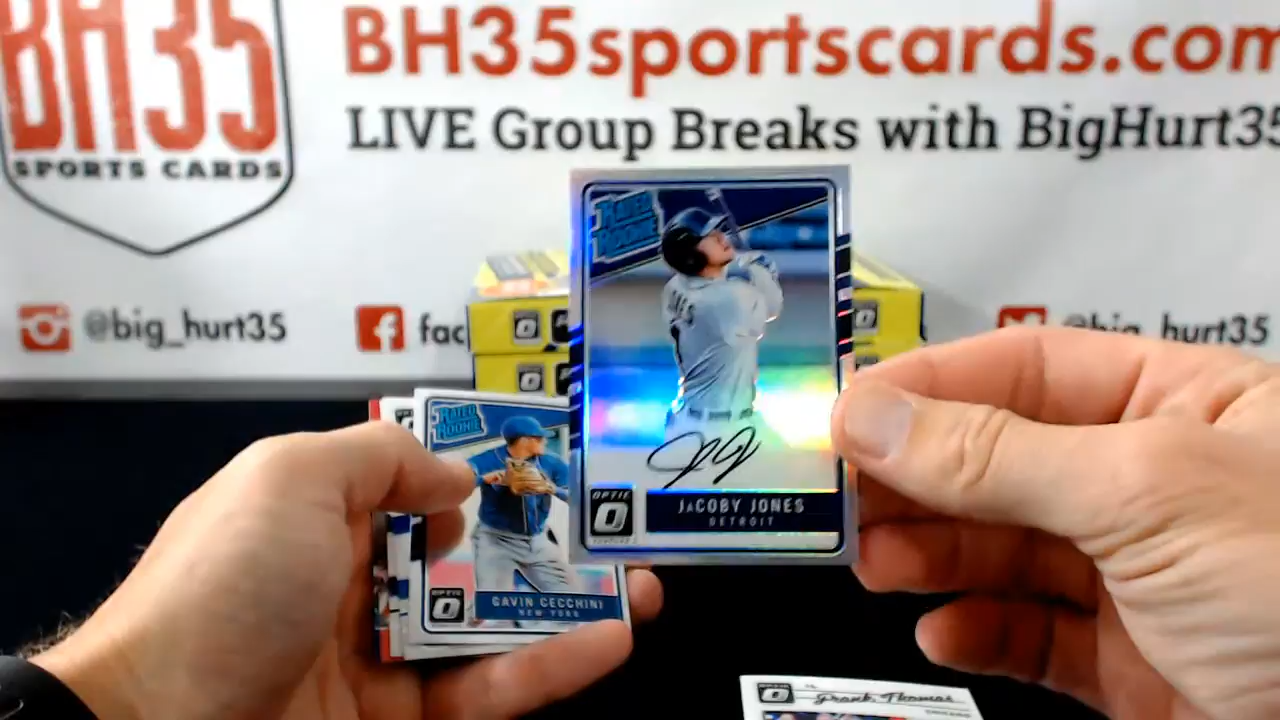 BH35
SPORTS CARDS
BH35sportscards.com
LIVE Group Breaks with BigHurt35
@big_hurt35
fac
@big_hurt35
RATED
ROOKIE
OPTIC
JACOBY JONES
DETROIT
RATED
ROOKIE
OPTIC
GAVIN CECCHINI
NEW YORK
OPTIC
Frank Thomas
CHICAGO